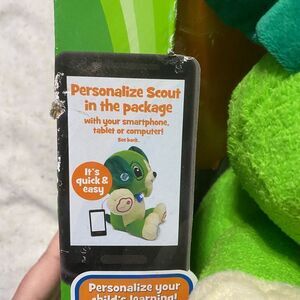 Personalize Scout
in the package
with your smartphone,
tablet or computer!
See back.
It's
quick &
easy
Personalize your
child's learning!